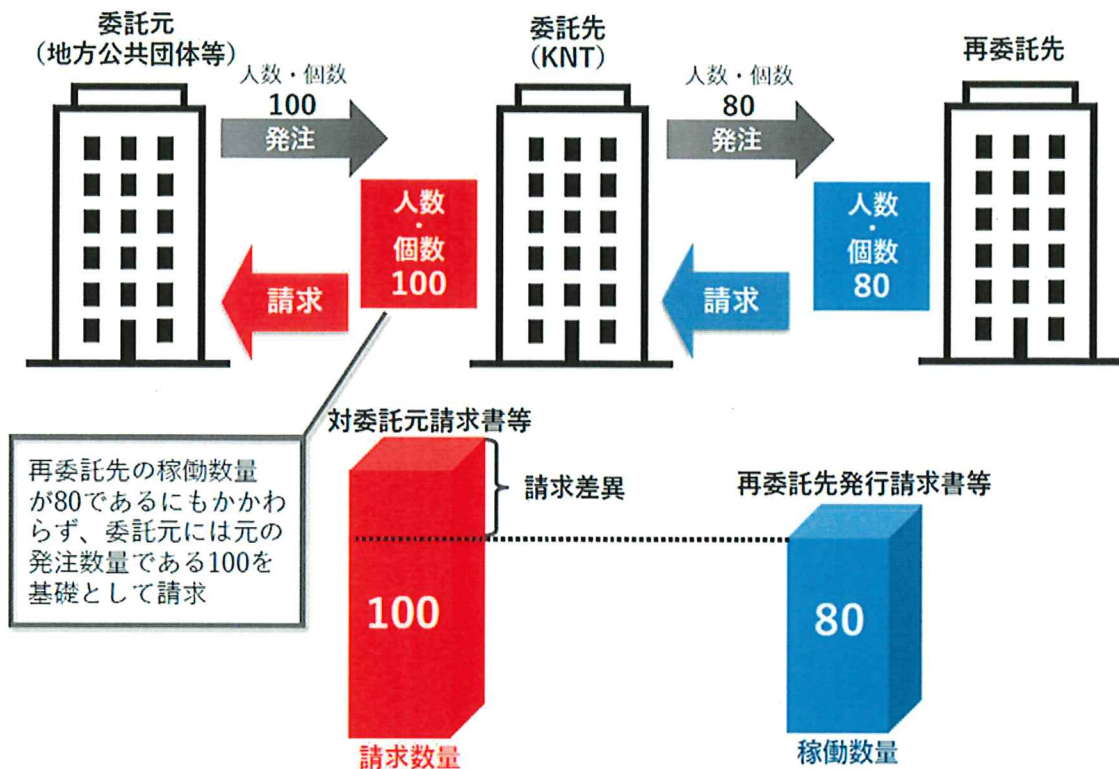 委託元
（地方公共団体等）
人数・個数
100
発注
委託先
（KNT）
人数・個数
80
発注
再委託先
人数
・
個数
100
請求
人数
・
個数
80
請求
再委託先の稼働数量
が80であるにもかかわ
らず、委託元には元の
発注数量である100を
基礎として請求
対委託元請求書等
請求差異
再委託先発行請求書等
100
80
請求数量
稼働数量